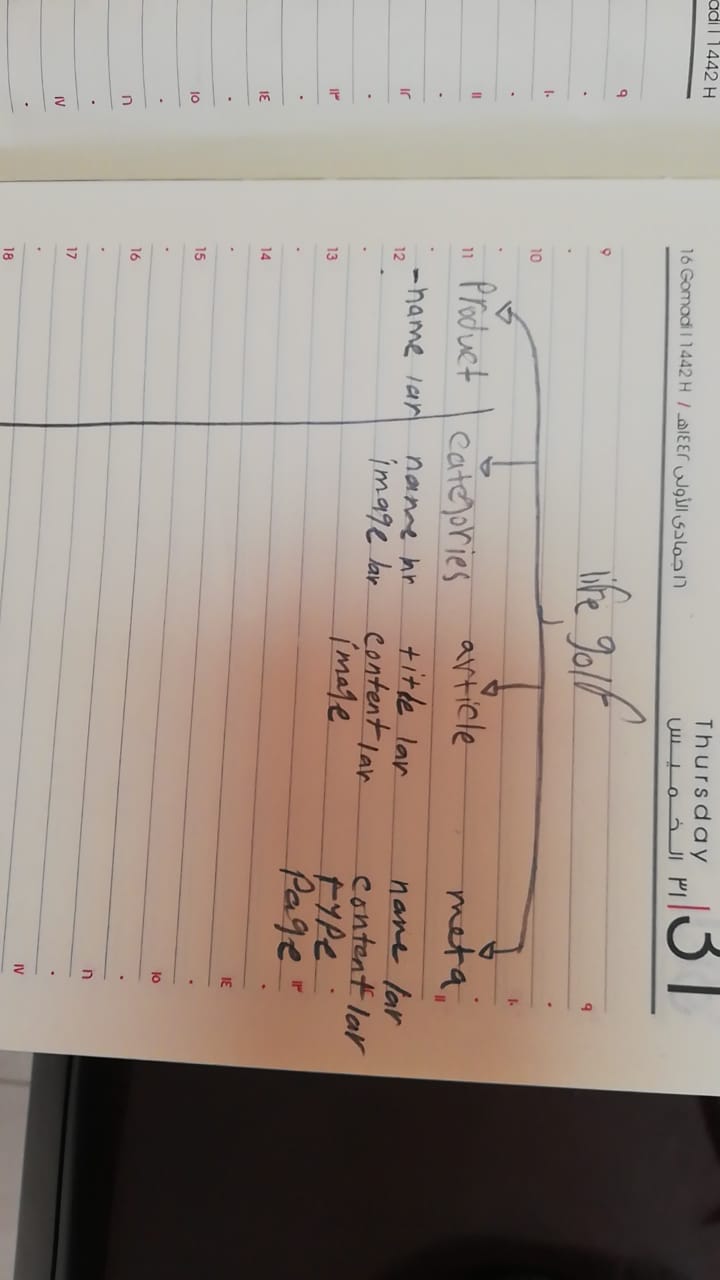 adi I 1442 H
Thursday
31
16 Gomadi I 1442 H / ١٦جمادى الأولى ١٤٤٢هـ
الخميس ٣١
life golf
Product
categories
article
meta
-name lar
name
image lar
title lar
content lar
image
name lar
content lar
type
Page
9
10
11
12
13
14
15
16
17
18
٩
١٠
١١
١٢
١٣
١٤
١٥
١٦
١٧
٩
١٠
١١
١٢
١٣
١٤
١٥
١٦
١٧